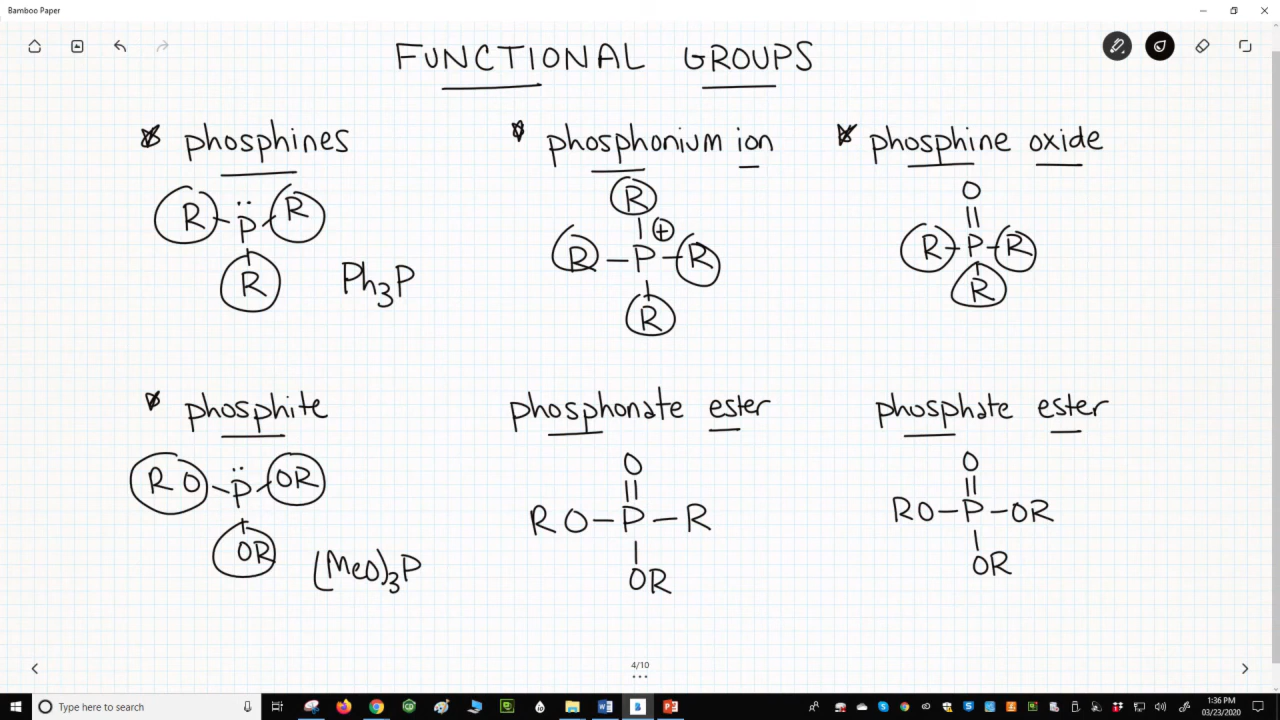 Bamboo Paper
FUNCTIONAL GROUPS
phosphines
phosphonium ion
phosphine oxide
R P R
R
Ph3P
R
R – P – R
+
R
O
R – P – R
R
phosphite
phosphonate ester
phosphate ester
RO P OR
OR
(MeO)3P
O
RO – P – R
OR
O
RO – P – OR
OR
4/10
Type here to search
1:36 PM
03/23/2020